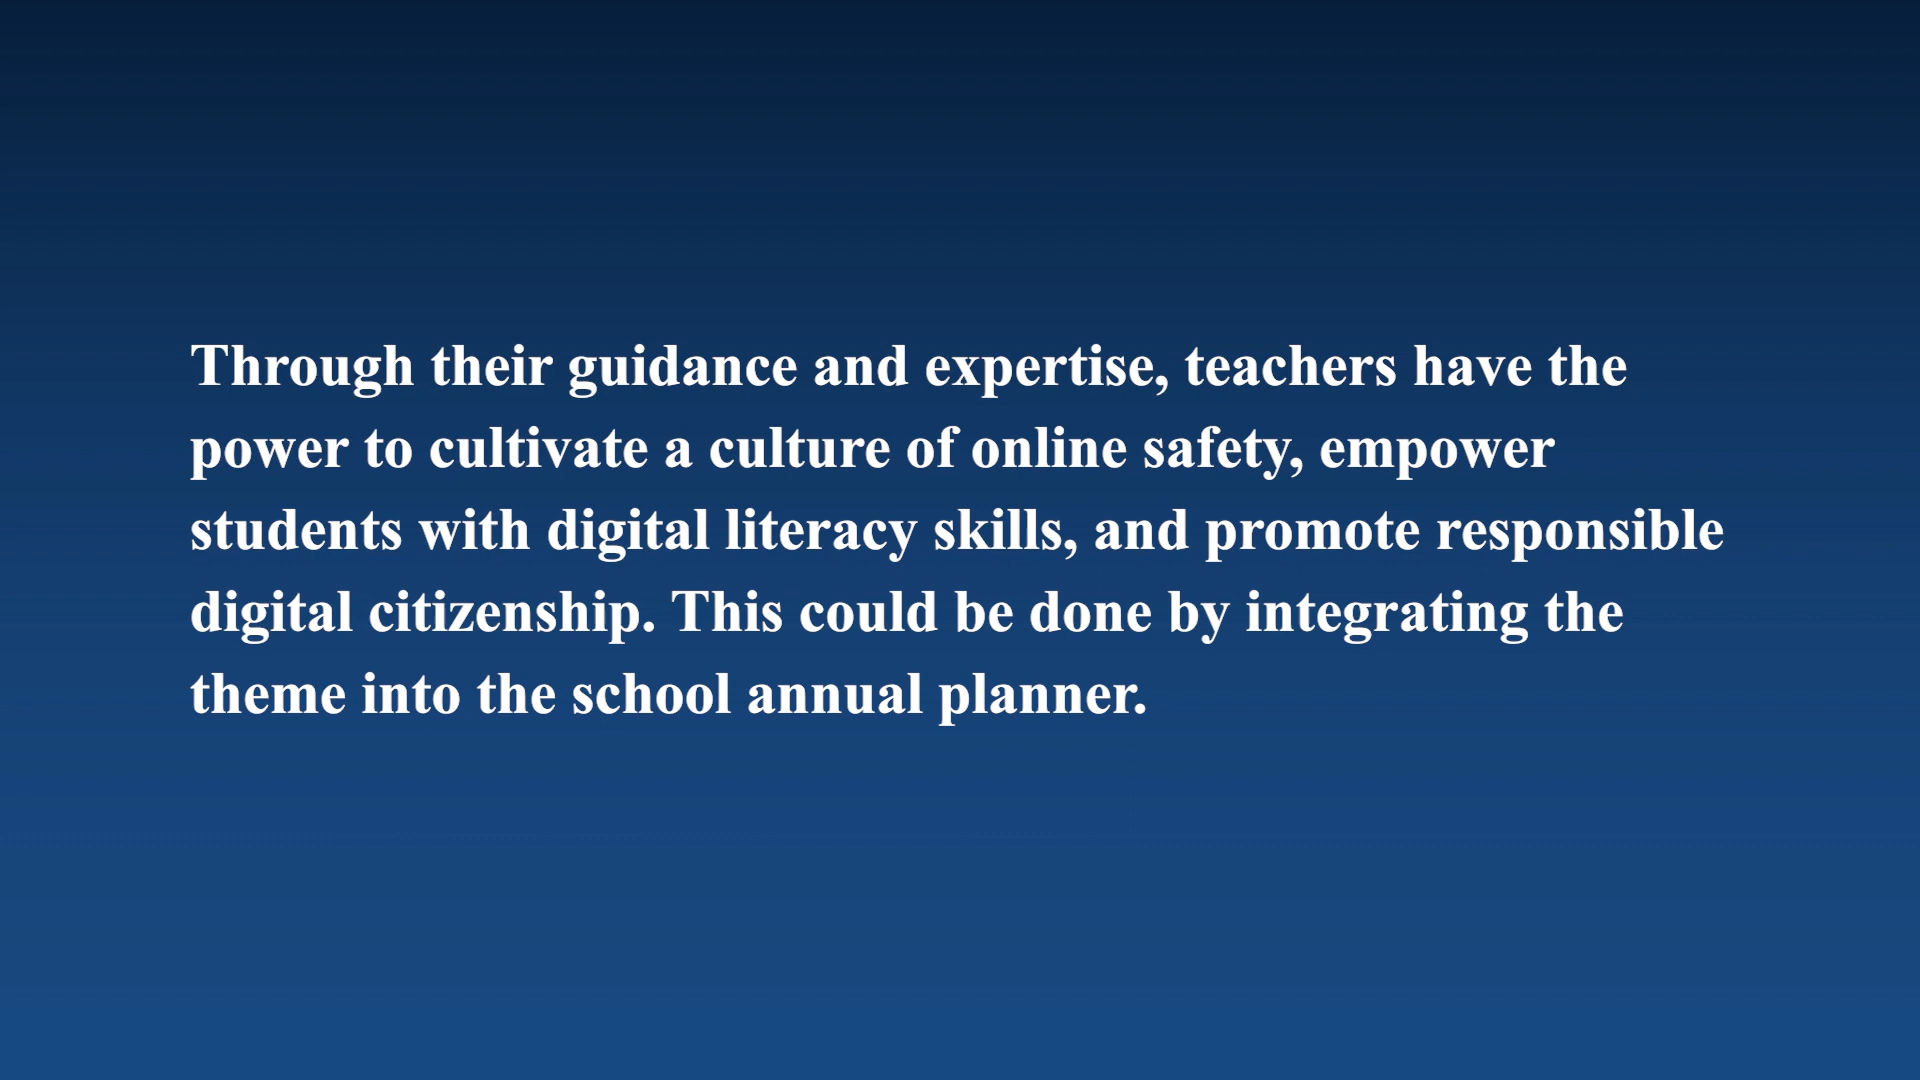 Through their guidance and expertise, teachers have the
power to cultivate a culture of online safety, empower
students with digital literacy skills, and promote responsible
digital citizenship. This could be done by integrating the
theme into the school annual planner.